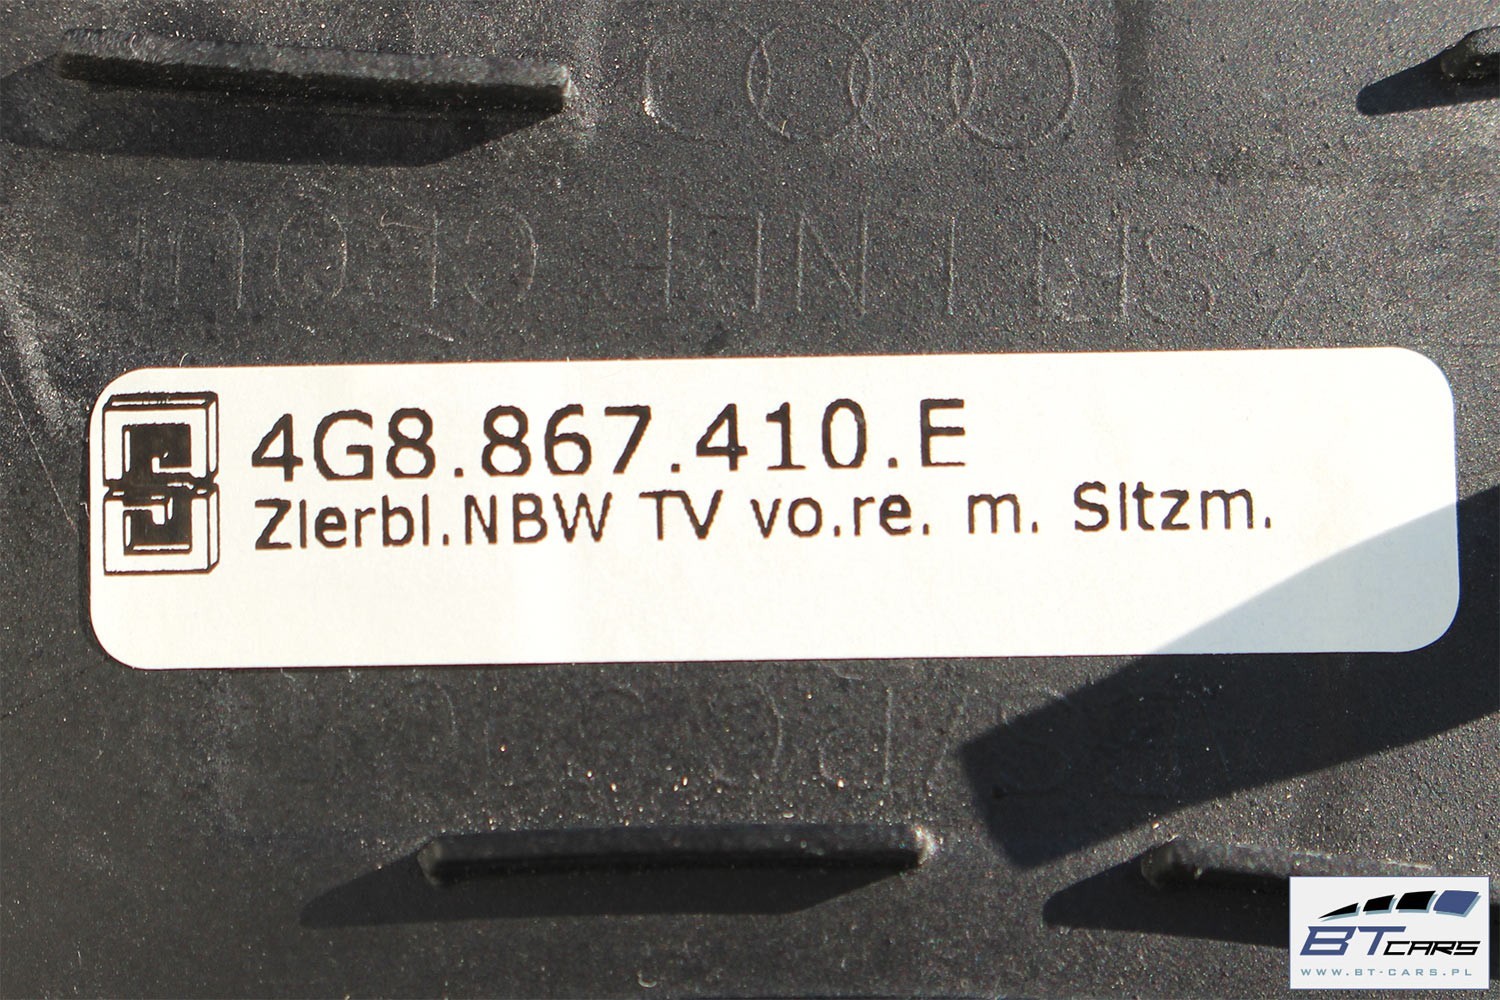 4G8.867.410.E
Zierbl.NBW TV vo.re. m. Sitzm.
BTCARS
WWW.BT-CARS.PL